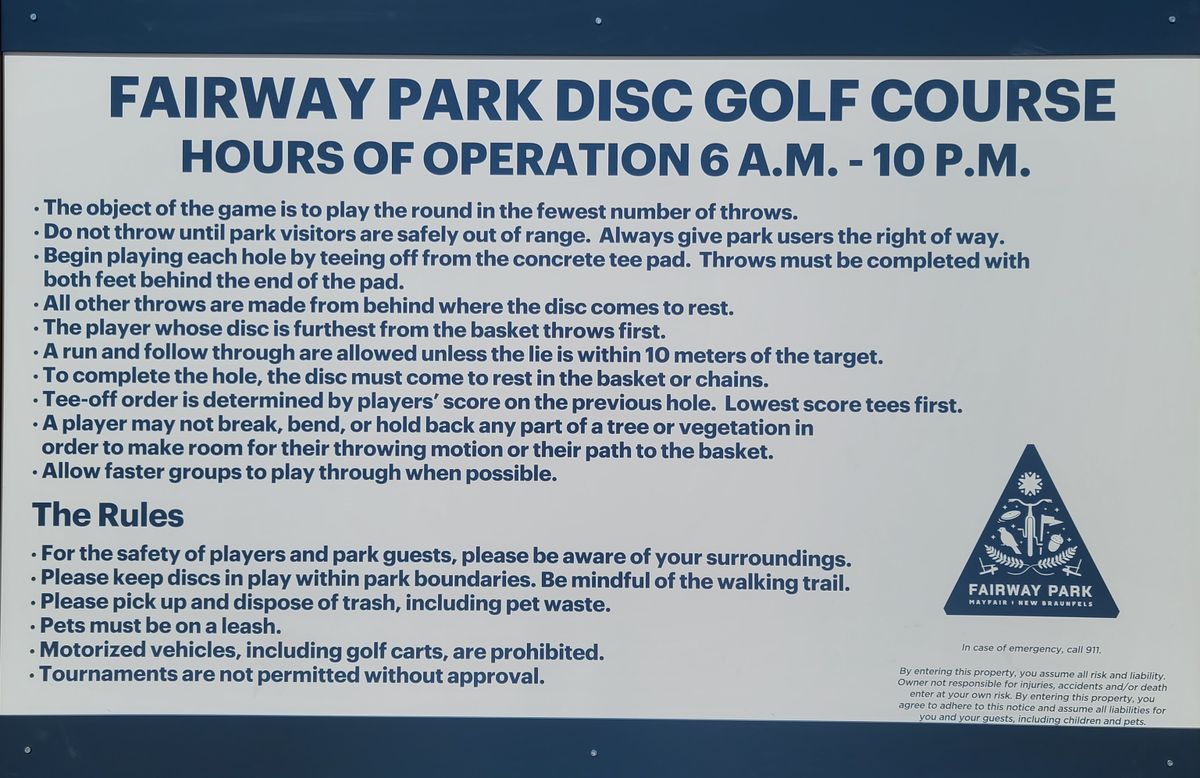 FAIRWAY PARK DISC GOLF COURSE
HOURS OF OPERATION 6 A.M. - 10 P.M.
· The object of the game is to play the round in the fewest number of throws.
· Do not throw until park visitors are safely out of range. Always give park users the right of way.
· Begin playing each hole by teeing off from the concrete tee pad. Throws must be completed with
both feet behind the end of the pad.
· All other throws are made from behind where the disc comes to rest.
· The player whose disc is furthest from the basket throws first.
· A run and follow through are allowed unless the lie is within 10 meters of the target.
· To complete the hole, the disc must come to rest in the basket or chains.
· Tee-off order is determined by players' score on the previous hole. Lowest score tees first.
· A player may not break, bend, or hold back any part of a tree or vegetation in
order to make room for their throwing motion or their path to the basket.
· Allow faster groups to play through when possible.
The Rules
· For the safety of players and park guests, please be aware of your surroundings.
· Please keep discs in play within park boundaries. Be mindful of the walking trail.
· Please pick up and dispose of trash, including pet waste.
· Pets must be on a leash.
· Motorized vehicles, including golf carts, are prohibited.
· Tournaments are not permitted without approval.
FAIRWAY PARK
MAYFAIR · NEW BRAUNFELS
In case of emergency, call 911.
By entering this property, you assume all risk and liability.
Owner not responsible for injuries, accidents and/or death
enter at your own risk. By entering this property, you
agree to adhere to this notice and assume all liabilities for
you and your guests, including children and pets.